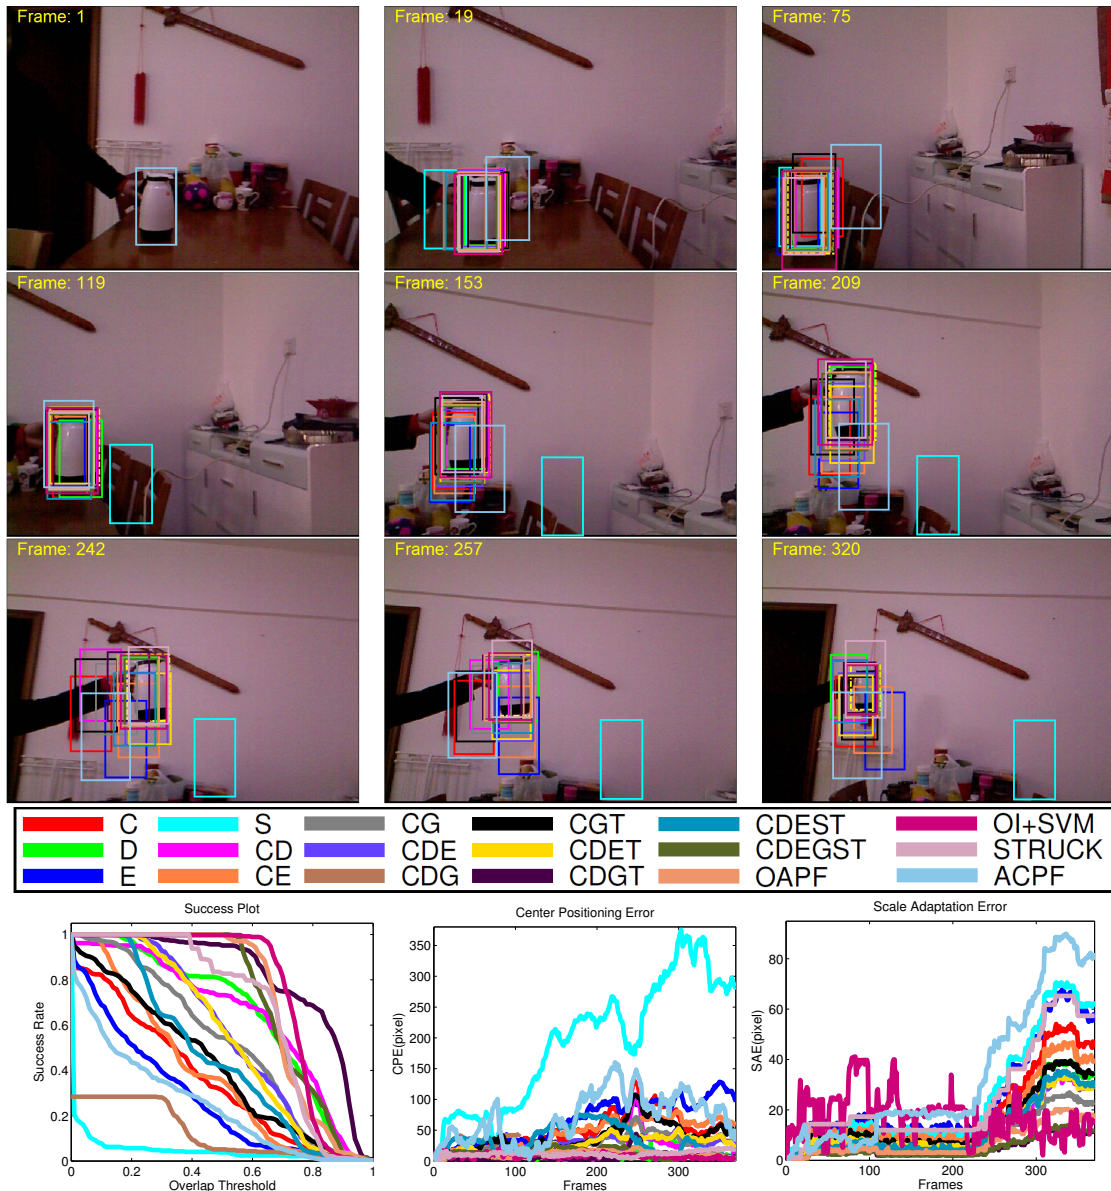 Frame: 1
Frame: 19
Frame: 75
Frame: 119
Frame: 153
Frame: 209
Frame: 242
Frame: 257
Frame: 320
C S CG CGT CDEST OI+SVM
D CD CDE CDET CDEGST STRUCK
E CE CDG CDGT OAPF ACPF
Success Plot
Success Rate
1
0.8
0.6
0.4
0.2
0
0 0.2 0.4 0.6 0.8 1
Overlap Threshold
Center Positioning Error
CPE(pixel)
350
300
250
200
150
100
50
0
0 100 200 300
Frames
Scale Adaptation Error
SAE(pixel)
80
60
40
20
0
0 100 200 300
Frames